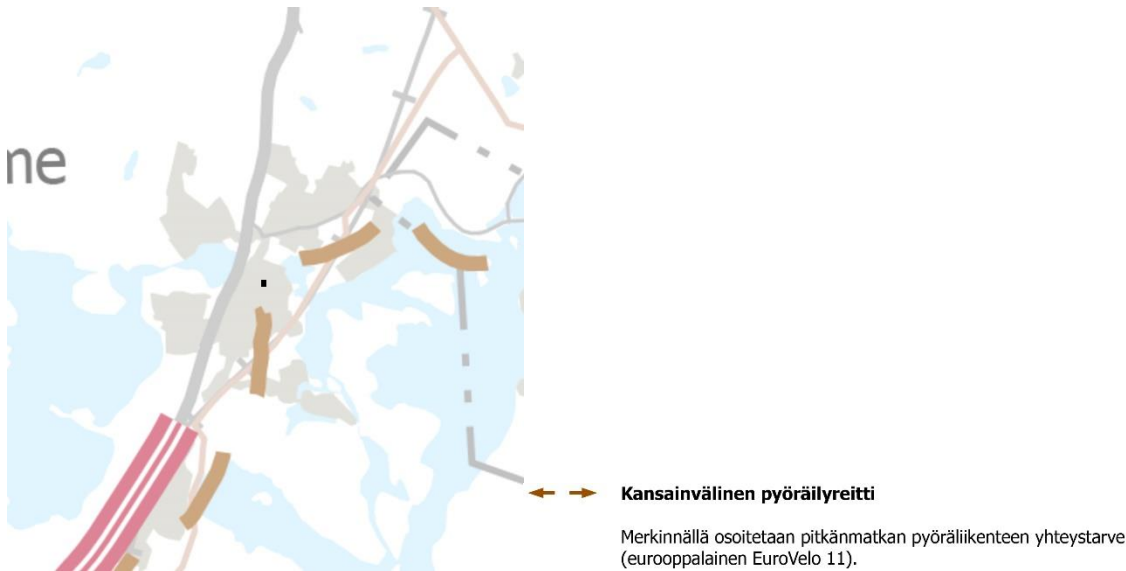 ne
Kansainvälinen pyöräilyreitti
Merkinnällä osoitetaan pitkänmatkan pyöräliikenteen yhteystarve
(eurooppalainen EuroVelo 11).